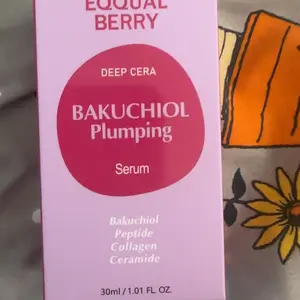 EQQUAL
BERRY
DEEP CERA
BAKUCHIOL
Plumping
Serum
Bakuchiol
Peptide
Collagen
Ceramide
30ml / 1.01 FL. OZ.